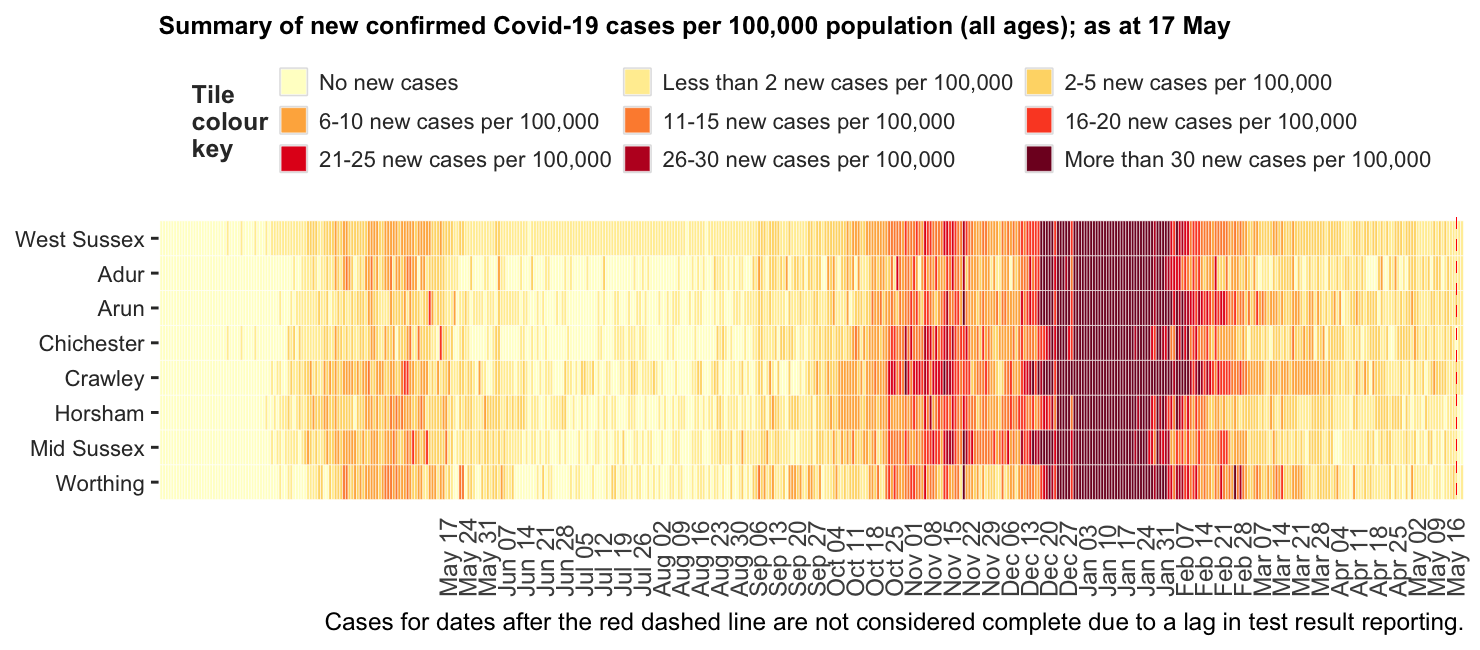 Summary of new confirmed Covid-19 cases per 100,000 population (all ages); as at 17 May
Tile
colour
key
No new cases
Less than 2 new cases per 100,000
2-5 new cases per 100,000
6-10 new cases per 100,000
11-15 new cases per 100,000
16-20 new cases per 100,000
21-25 new cases per 100,000
26-30 new cases per 100,000
More than 30 new cases per 100,000
West Sussex
Adur
Arun
Chichester
Crawley
Horsham
Mid Sussex
Worthing
May 17
May 24
May 31
Jun 07
Jun 14
Jun 21
Jun 28
Jul 05
Jul 12
Jul 19
Jul 26
Aug 02
Aug 09
Aug 16
Aug 23
Aug 30
Sep 06
Sep 13
Sep 20
Sep 27
Oct 04
Oct 11
Oct 18
Oct 25
Nov 01
Nov 08
Nov 15
Nov 22
Nov 29
Dec 06
Dec 13
Dec 20
Dec 27
Jan 03
Jan 10
Jan 17
Jan 24
Jan 31
Feb 07
Feb 14
Feb 21
Feb 28
Mar 07
Mar 14
Mar 21
Mar 28
Apr 04
Apr 11
Apr 18
Apr 25
May 02
May 09
May 16
Cases for dates after the red dashed line are not considered complete due to a lag in test result reporting.